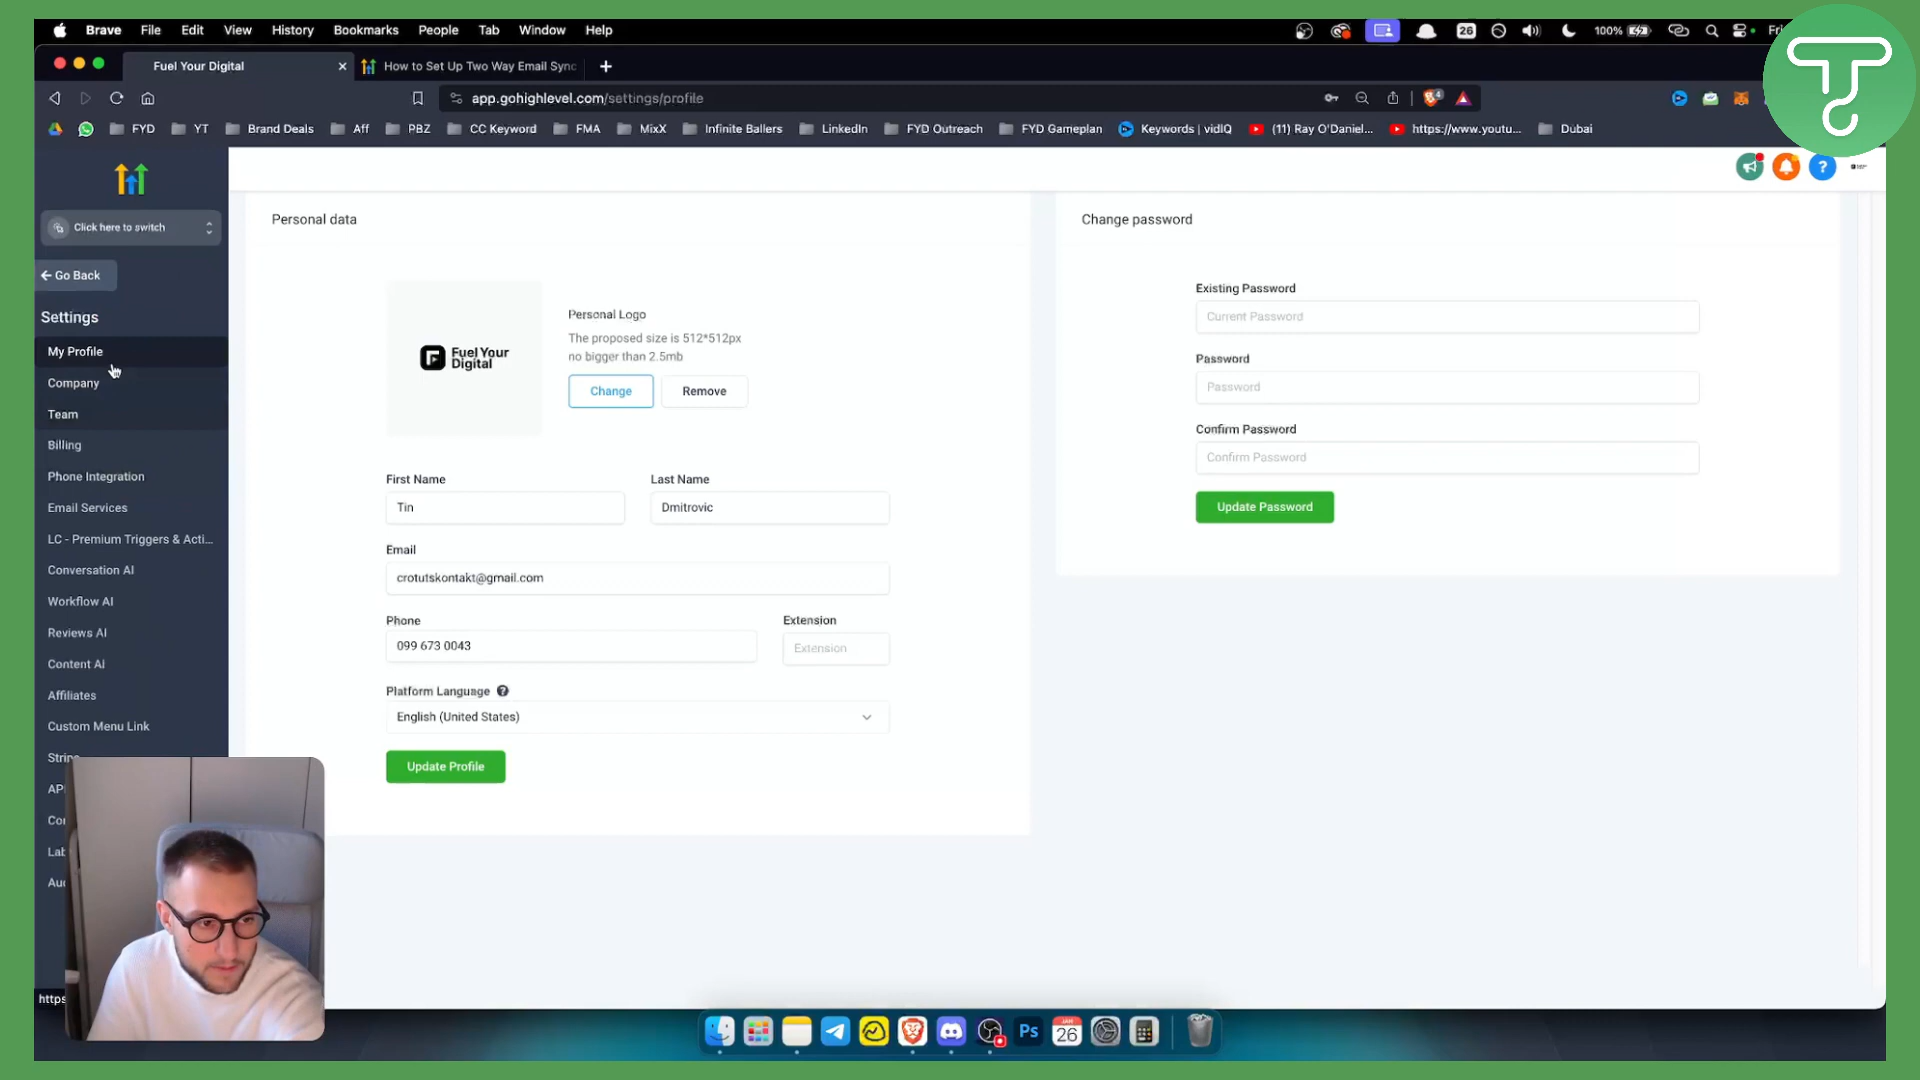 Brave File Edit View History Bookmarks People Tab Window Help
26
100%
Fuel Your Digital
How to Set Up Two Way Email Sync
app.gohighlevel.com/settings/profile
FYD YT Brand Deals Aff PBZ CC Keyword FMA MixX Infinite Ballers LinkedIn FYD Outreach FYD Gameplan Keywords | vidIQ (11) Ray O'Daniel... https://www.youtu... Dubai
Click here to switch
Go Back
Settings
My Profile
Company
Team
Billing
Phone Integration
Email Services
LC - Premium Triggers & Acti...
Conversation AI
Workflow AI
Reviews AI
Content AI
Affiliates
Custom Menu Link
Personal data
Fuel Your
Digital
Personal Logo
The proposed size is 512*512px
no bigger than 2.5mb
Change Remove
First Name
Tin
Last Name
Dmitrovic
Email
crotutskontakt@gmail.com
Phone
099 673 0043
Extension
Extension
Platform Language
English (United States)
Update Profile
Change password
Existing Password
Current Password
Password
Password
Confirm Password
Confirm Password
Update Password
Ps
JAN
26